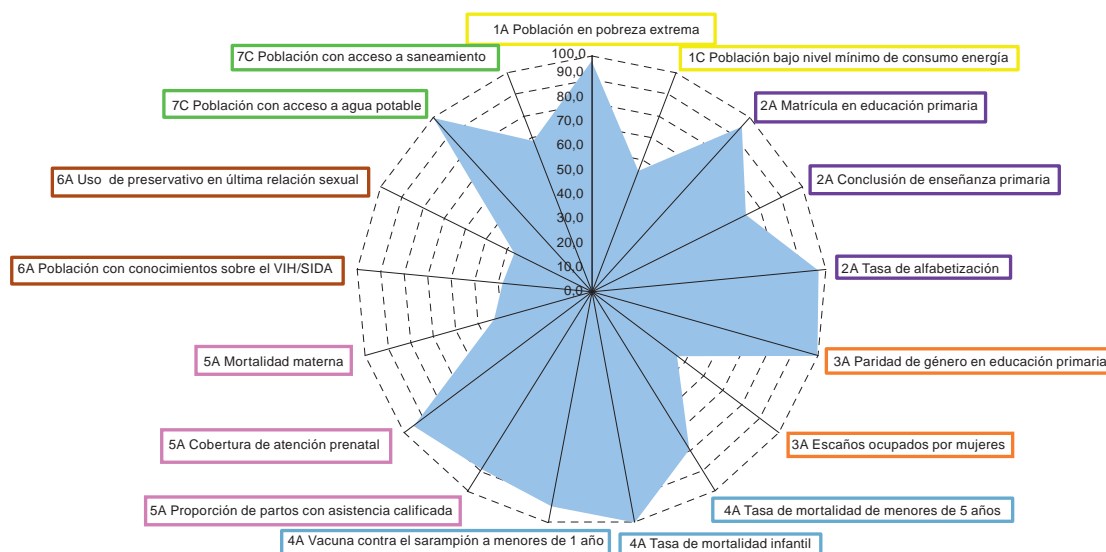 1A Población en pobreza extrema
7C Población con acceso a saneamiento
1C Población bajo nivel mínimo de consumo energía
7C Población con acceso a agua potable
2A Matrícula en educación primaria
6A Uso de preservativo en última relación sexual
2A Conclusión de enseñanza primaria
6A Población con conocimientos sobre el VIH/SIDA
2A Tasa de alfabetización
5A Mortalidad materna
3A Paridad de género en educación primaria
5A Cobertura de atención prenatal
3A Escaños ocupados por mujeres
5A Proporción de partos con asistencia calificada
4A Tasa de mortalidad de menores de 5 años
4A Vacuna contra el sarampión a menores de 1 año
4A Tasa de mortalidad infantil
100,0
90,0
80,0
70,0
60,0
50,0
40,0
30,0
20,0
10,0
0,0